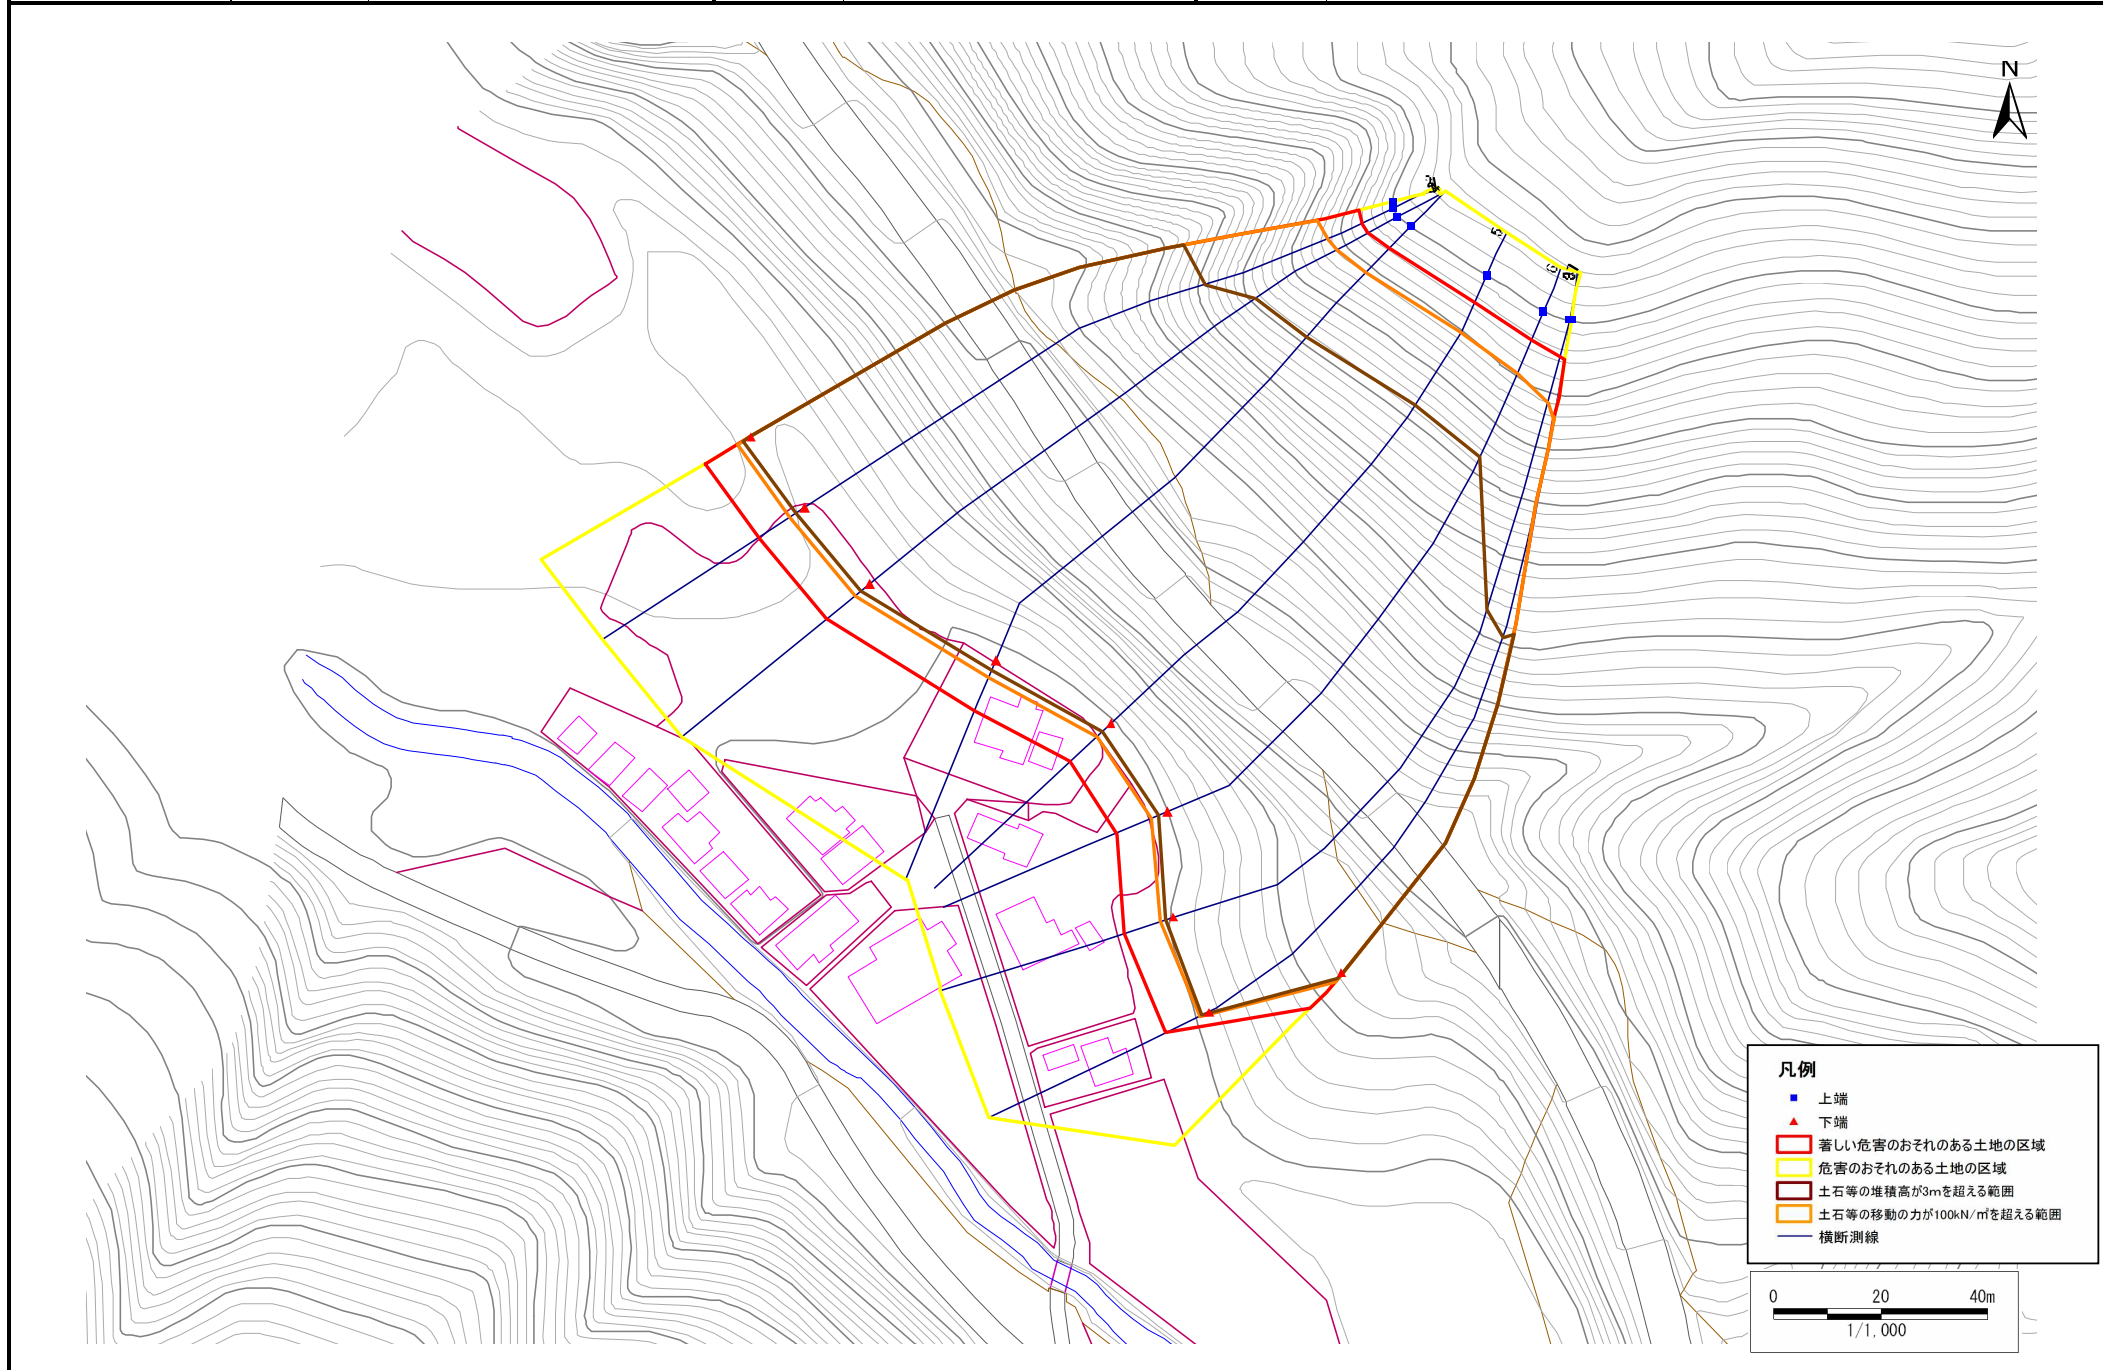 N
5
6
凡例
上端
下端
著しい危害のおそれのある土地の区域
危害のおそれのある土地の区域
土石等の堆積高が3mを超える範囲
土石等の移動の力が100kN/㎡を超える範囲
横断測線
0 20 40m
1/1,000